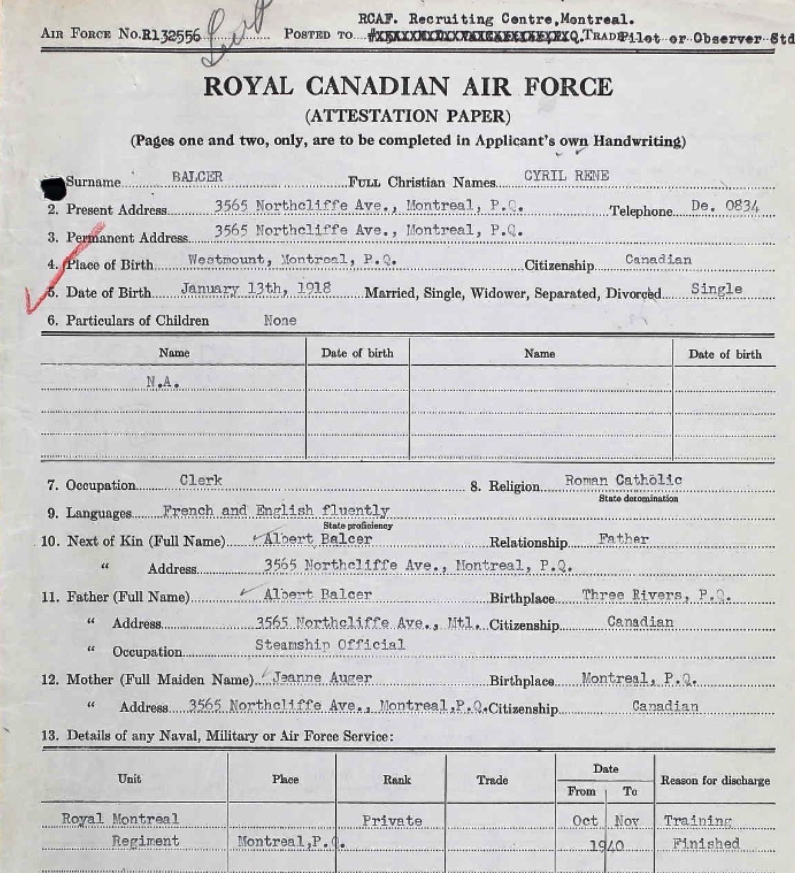 RCAF. Recruiting Centre,Montreal.
AIR FORCE No. R132556 POSTED TO TRADE Pilot or Observer Std
ROYAL CANADIAN AIR FORCE
(ATTESTATION PAPER)
(Pages one and two, only, are to be completed in Applicant's own Handwriting)
Surname BALCER FULL Christian Names CYRIL RENE
2. Present Address 3565 Northcliffe Ave., Montreal, P.Q. Telephone De. 0834
3. Permanent Address 3565 Northcliffe Ave., Montreal, P.Q.
4. Place of Birth Westmount, Montreal, P.Q. Citizenship Canadian
5. Date of Birth January 13th, 1918 Married, Single, Widower, Separated, Divorced Single
6. Particulars of Children None
Name Date of birth Name Date of birth
N.A.
7. Occupation Clerk 8. Religion Roman Catholic
State denomination
9. Languages French and English fluently
State proficiency
10. Next of Kin (Full Name) Albert Balcer Relationship Father
" Address 3565 Northcliffe Ave., Montreal, P.Q.
11. Father (Full Name) Albert Balcer Birthplace Three Rivers, P.Q.
" Address 3565 Northcliffe Ave., Mtl. Citizenship Canadian
" Occupation Steamship Official
12. Mother (Full Maiden Name) Jeanne Auger Birthplace Montreal, P.Q.
" Address 3565 Northcliffe Ave., Montreal,P.Q. Citizenship Canadian
13. Details of any Naval, Military or Air Force Service:
Unit Place Rank Trade Date Reason for discharge
From To
Royal Montreal Private Oct Nov Training
Regiment Montreal,P.Q. 1940 Finished